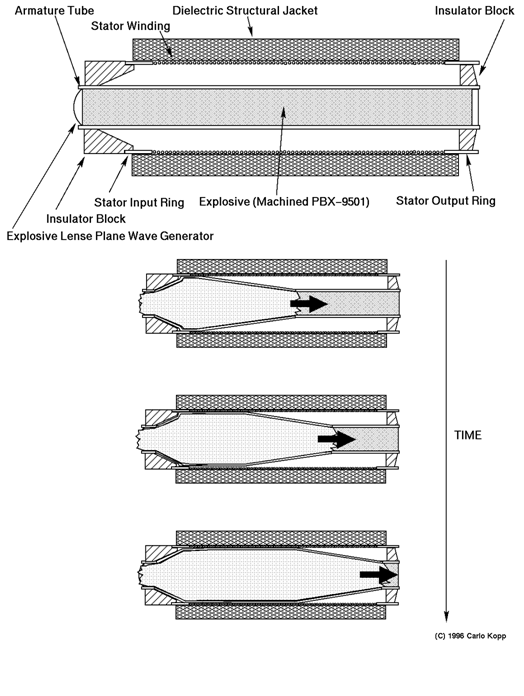 Armature Tube
Dielectric Structural Jacket
Insulator Block
Stator Winding
Stator Input Ring
Explosive (Machined PBX-9501)
Stator Output Ring
Insulator Block
Explosive Lense Plane Wave Generator
TIME
(C) 1996 Carlo Kopp